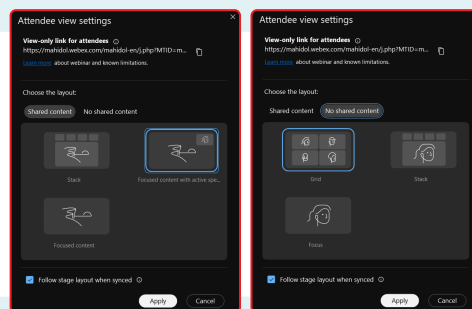 Attendee view settings
View-only link for attendees
https://mahidol.webex.com/mahidol-en/j.php?MTID=m...
Learn more about webinar and known limitations.
Choose the layout:
Shared content No shared content
Stack
Focused content with active spe...
Focused content
Follow stage layout when synced
Apply Cancel
Attendee view settings
View-only link for attendees
https://mahidol.webex.com/mahidol-en/j.php?MTID=m...
Learn more about webinar and known limitations.
Choose the layout:
Shared content No shared content
Grid
Stack
Focus
Follow stage layout when synced
Apply Cancel